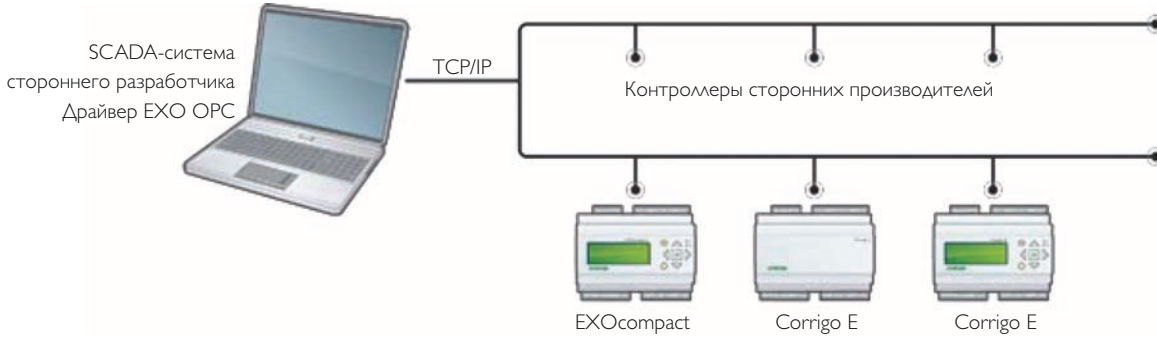 SCADA-система
стороннего разработчика
Драйвер EXO OPC
TCP/IP
Контроллеры сторонних производителей
EXOcompact
Corrigo E
Corrigo E